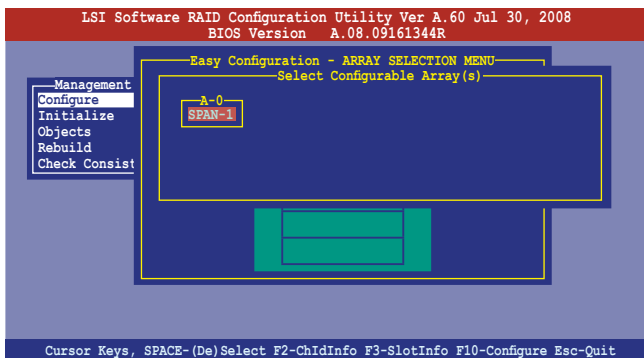 LSI Software RAID Configuration Utility Ver A.60 Jul 30, 2008
BIOS Version A.08.09161344R
Easy Configuration - ARRAY SELECTION MENU
Select Configurable Array(s)
Management
Configure
Initialize
Objects
Rebuild
Check Consist
A-0
SPAN-1
Cursor Keys, SPACE-(De)Select F2-ChIdInfo F3-SlotInfo F10-Configure Esc-Quit